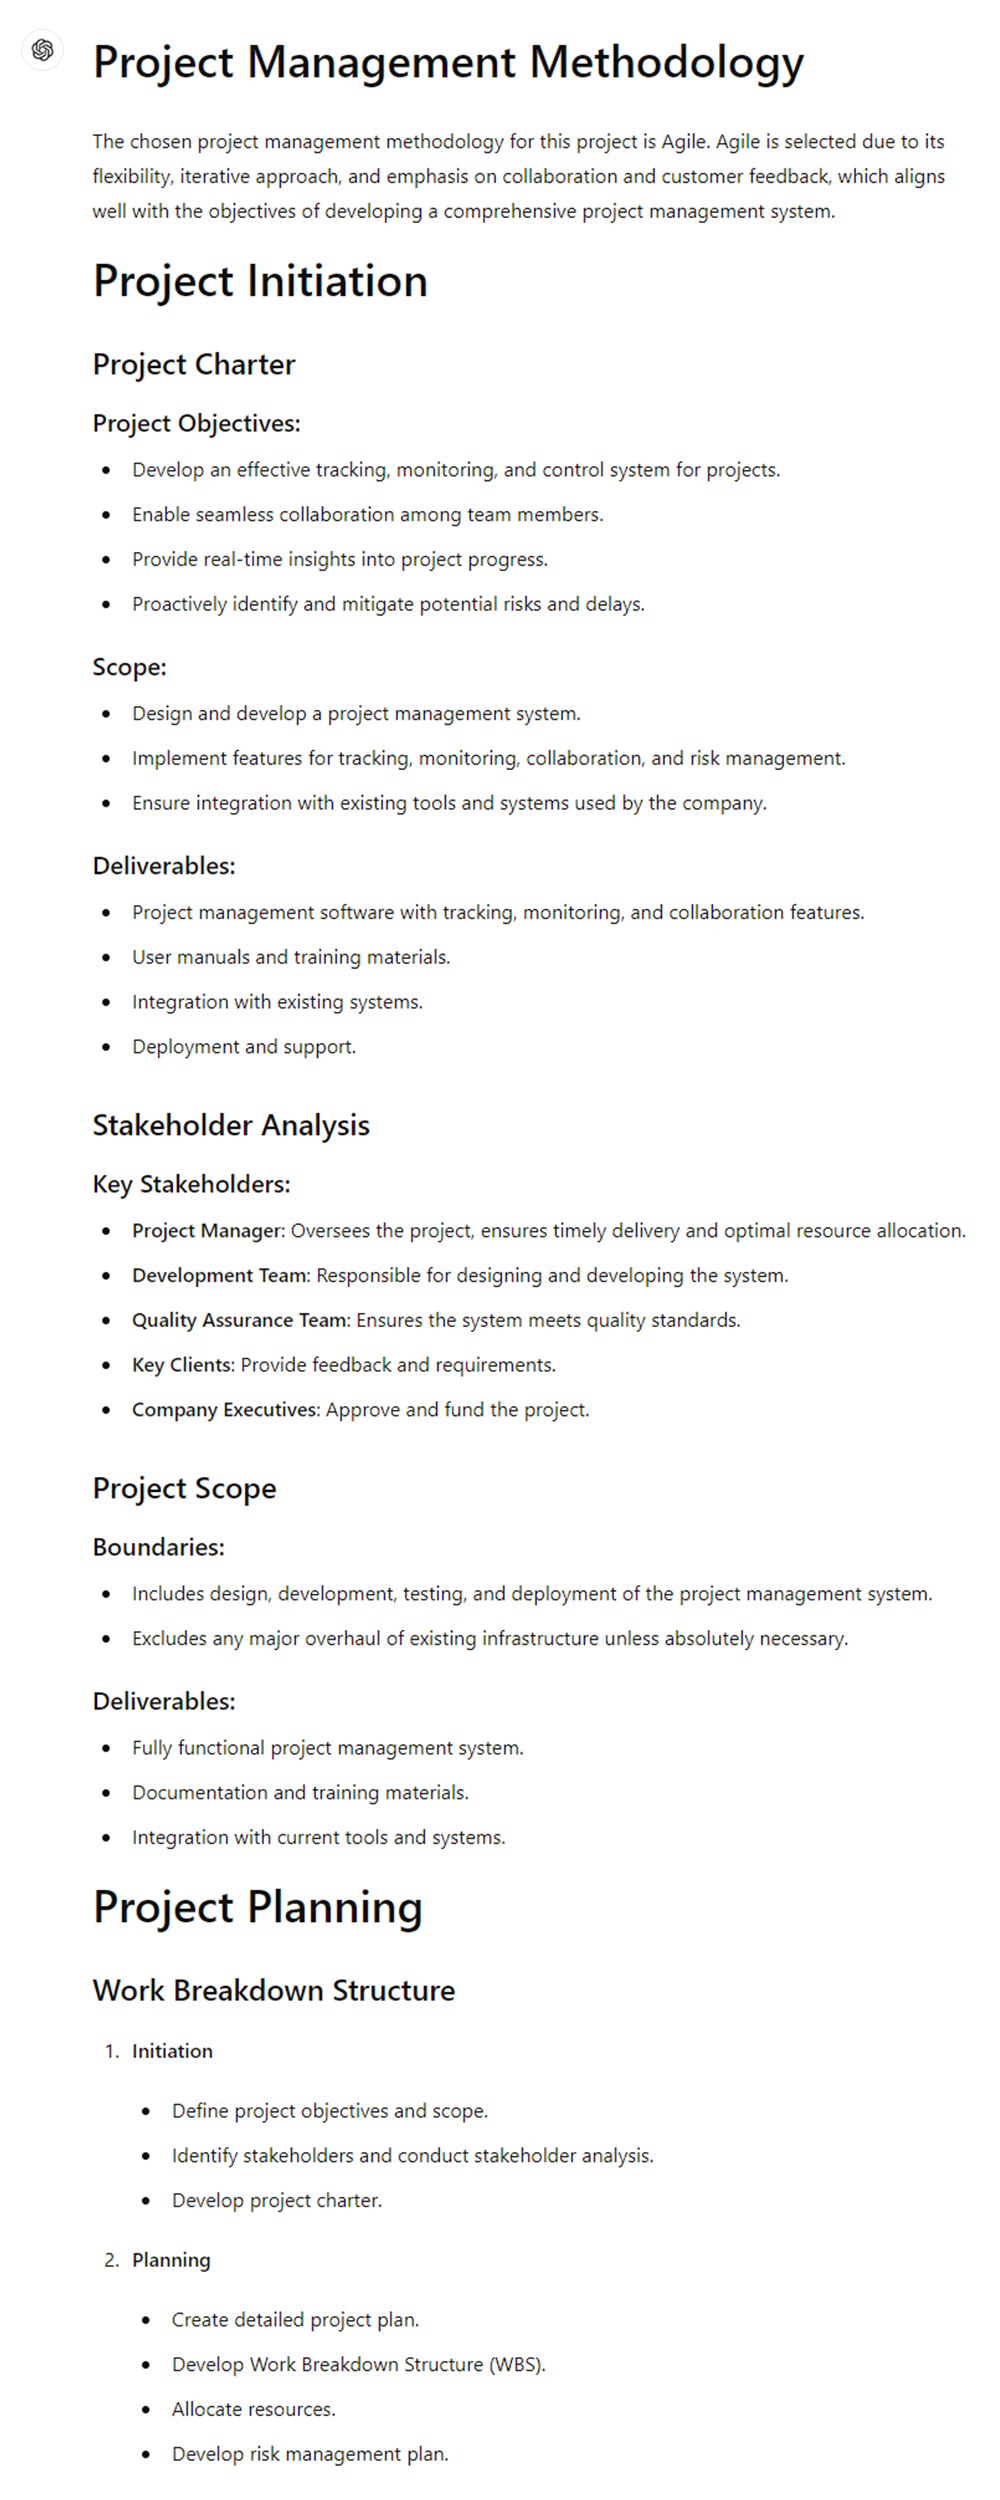 Project Management Methodology
The chosen project management methodology for this project is Agile. Agile is selected due to its
flexibility, iterative approach, and emphasis on collaboration and customer feedback, which aligns
well with the objectives of developing a comprehensive project management system.
Project Initiation
Project Charter
Project Objectives:
• Develop an effective tracking, monitoring, and control system for projects.
• Enable seamless collaboration among team members.
• Provide real-time insights into project progress.
• Proactively identify and mitigate potential risks and delays.
Scope:
• Design and develop a project management system.
• Implement features for tracking, monitoring, collaboration, and risk management.
• Ensure integration with existing tools and systems used by the company.
Deliverables:
• Project management software with tracking, monitoring, and collaboration features.
• User manuals and training materials.
• Integration with existing systems.
• Deployment and support.
Stakeholder Analysis
Key Stakeholders:
• Project Manager: Oversees the project, ensures timely delivery and optimal resource allocation.
• Development Team: Responsible for designing and developing the system.
• Quality Assurance Team: Ensures the system meets quality standards.
• Key Clients: Provide feedback and requirements.
• Company Executives: Approve and fund the project.
Project Scope
Boundaries:
• Includes design, development, testing, and deployment of the project management system.
• Excludes any major overhaul of existing infrastructure unless absolutely necessary.
Deliverables:
• Fully functional project management system.
• Documentation and training materials.
• Integration with current tools and systems.
Project Planning
Work Breakdown Structure
1. Initiation
• Define project objectives and scope.
• Identify stakeholders and conduct stakeholder analysis.
• Develop project charter.
2. Planning
• Create detailed project plan.
• Develop Work Breakdown Structure (WBS).
• Allocate resources.
• Develop risk management plan.